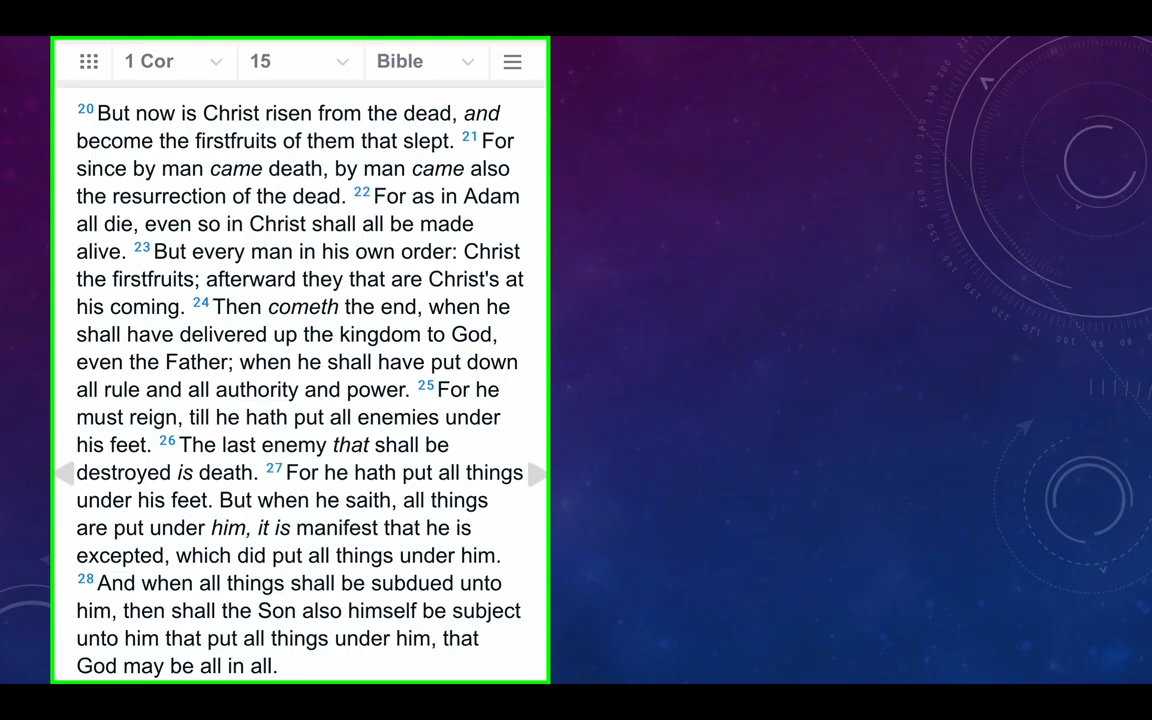 1 Cor 15 Bible
20 But now is Christ risen from the dead, and
become the firstfruits of them that slept. 21 For
since by man came death, by man came also
the resurrection of the dead. 22 For as in Adam
all die, even so in Christ shall all be made
alive. 23 But every man in his own order: Christ
the firstfruits; afterward they that are Christ's at
his coming. 24 Then cometh the end, when he
shall have delivered up the kingdom to God,
even the Father; when he shall have put down
all rule and all authority and power. 25 For he
must reign, till he hath put all enemies under
his feet. 26 The last enemy that shall be
destroyed is death. 27 For he hath put all things
under his feet. But when he saith, all things
are put under him, it is manifest that he is
excepted, which did put all things under him.
28 And when all things shall be subdued unto
him, then shall the Son also himself be subject
unto him that put all things under him, that
God may be all in all.